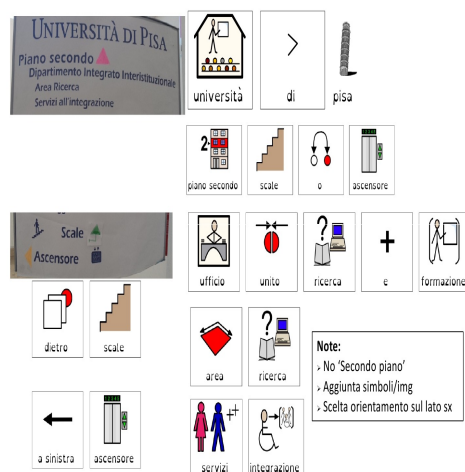 UNIVERSITÀ DI PISA
Piano secondo
Dipartimento Integrato Interistituzionale
Area Ricerca
Servizi all'integrazione
università di pisa
2°
piano secondo scale o ascensore
Scale
Ascensore
ufficio unito ricerca e formazione
dietro scale
area ricerca
Note:
No 'Secondo piano'
Aggiunta simboli/img
Scelta orientamento sul lato sx
a sinistra ascensore
servizi integrazione